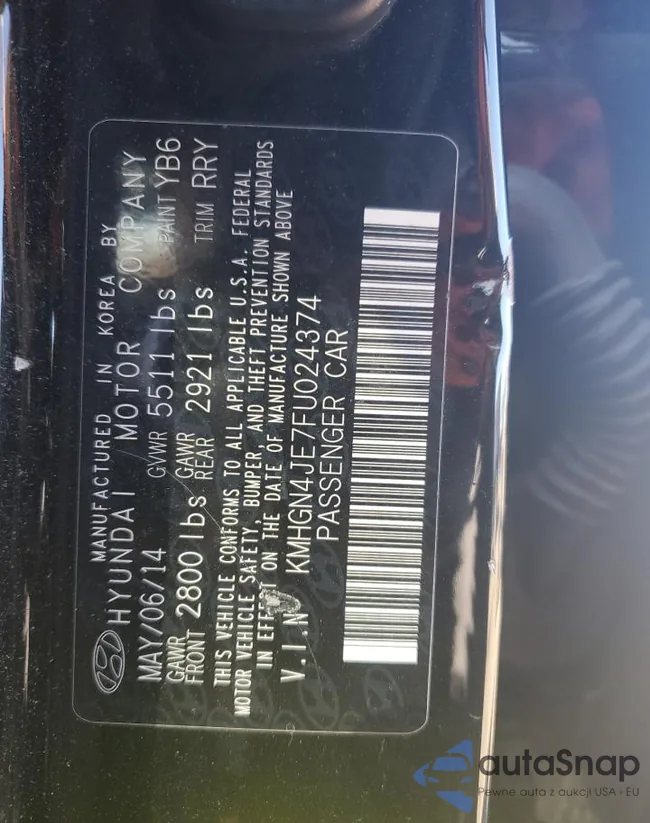 MANUFACTURED IN KOREA BY
HYUNDAI MOTOR COMPANY
MAY/06/14 GVWR 5511 lbs PAINT YB6
GAWR FRONT 2800 lbs GAWR REAR 2921 lbs TRIM RRY
THIS VEHICLE CONFORMS TO ALL APPLICABLE U.S.A. FEDERAL
MOTOR VEHICLE SAFETY, BUMPER, AND THEFT PREVENTION STANDARDS
IN EFFECT ON THE DATE OF MANUFACTURE SHOWN ABOVE
V.I.N KMHGN4JE7FU024374
PASSENGER CAR
autaSnap
Pewne auta z aukcji USA i EU